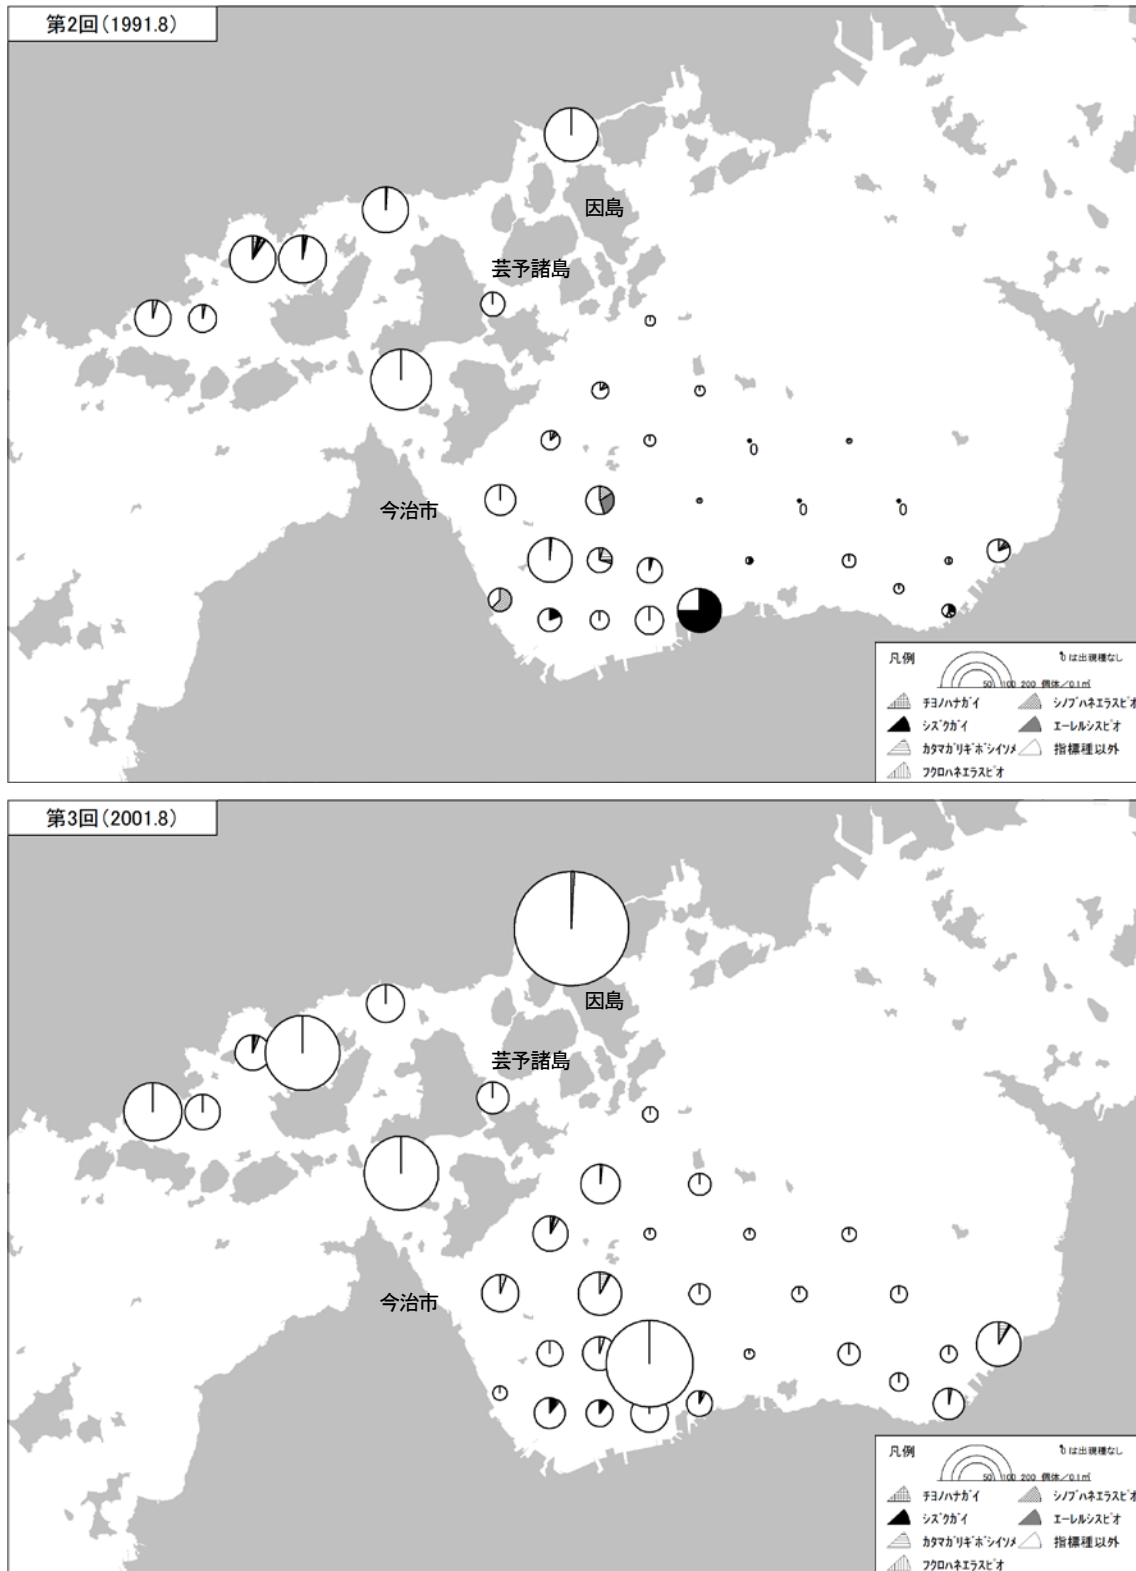 第2回(1991.8)
因島
芸予諸島
0
0
0
今治市
凡例
0は出現種なし
50 100 200 個体/0.1㎡
チヨノハナガイ
シノブハネエラスピオ
シズクガイ
エーレルシスピオ
カタマガリギボシイソメ
指標種以外
フクロハネエラスピオ
第3回(2001.8)
因島
芸予諸島
今治市
凡例
0は出現種なし
50 100 200 個体/0.1㎡
チヨノハナガイ
シノブハネエラスピオ
シズクガイ
エーレルシスピオ
カタマガリギボシイソメ
指標種以外
フクロハネエラスピオ